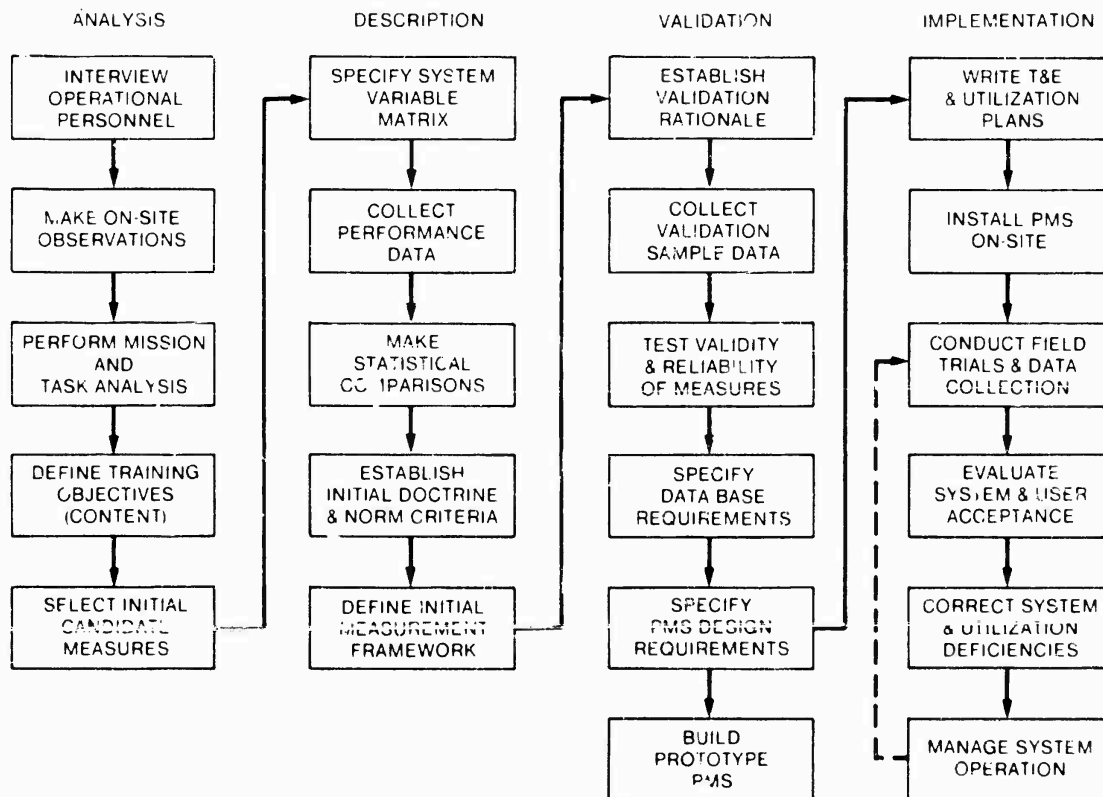 ANALYSIS
INTERVIEW
OPERATIONAL
PERSONNEL
MAKE ON-SITE
OBSERVATIONS
PERFORM MISSION
AND
TASK ANALYSIS
DEFINE TRAINING
OBJECTIVES
(CONTENT)
SELECT INITIAL
CANDIDATE
MEASURES
DESCRIPTION
SPECIFY SYSTEM
VARIABLE
MATRIX
COLLECT
PERFORMANCE
DATA
MAKE
STATISTICAL
COMPARISONS
ESTABLISH
INITIAL DOCTRINE
& NORM CRITERIA
DEFINE INITIAL
MEASUREMENT
FRAMEWORK
VALIDATION
ESTABLISH
VALIDATION
RATIONALE
COLLECT
VALIDATION
SAMPLE DATA
TEST VALIDITY
& RELIABILITY
OF MEASURES
SPECIFY
DATA BASE
REQUIREMENTS
SPECIFY
PMS DESIGN
REQUIREMENTS
BUILD
PROTOTYPE
PMS
IMPLEMENTATION
WRITE T&E
& UTILIZATION
PLANS
INSTALL PMS
ON-SITE
CONDUCT FIELD
TRIALS & DATA
COLLECTION
EVALUATE
SYSTEM & USER
ACCEPTANCE
CORRECT SYSTEM
& UTILIZATION
DEFICIENCIES
MANAGE SYSTEM
OPERATION